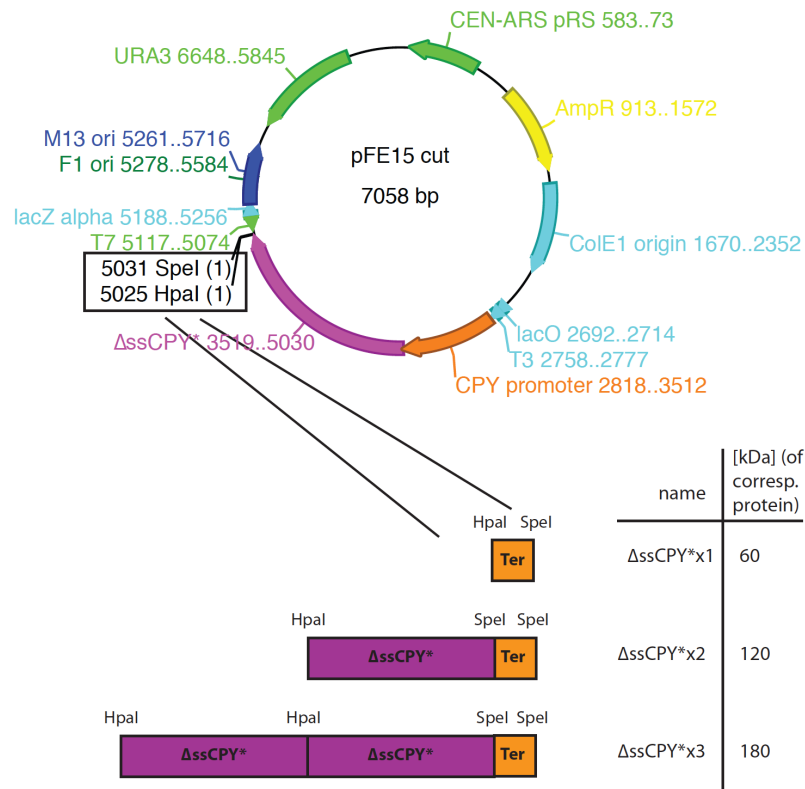 CEN-ARS pRS 583..73
URA3 6648..5845
AmpR 913..1572
M13 ori 5261..5716
F1 ori 5278..5584
pFE15 cut
7058 bp
lacZ alpha 5188..5256
T7 5117..5074
ColE1 origin 1670..2352
5031 SpeI (1)
5025 HpaI (1)
lacO 2692..2714
ΔssCPY* 3519..5030
T3 2758..2777
CPY promoter 2818..3512
name
[kDa] (of
corresp.
protein)
HpaI SpeI
Ter
ΔssCPY*x1 60
HpaI SpeI SpeI
ΔssCPY* Ter
ΔssCPY*x2 120
HpaI HpaI SpeI SpeI
ΔssCPY* ΔssCPY* Ter
ΔssCPY*x3 180